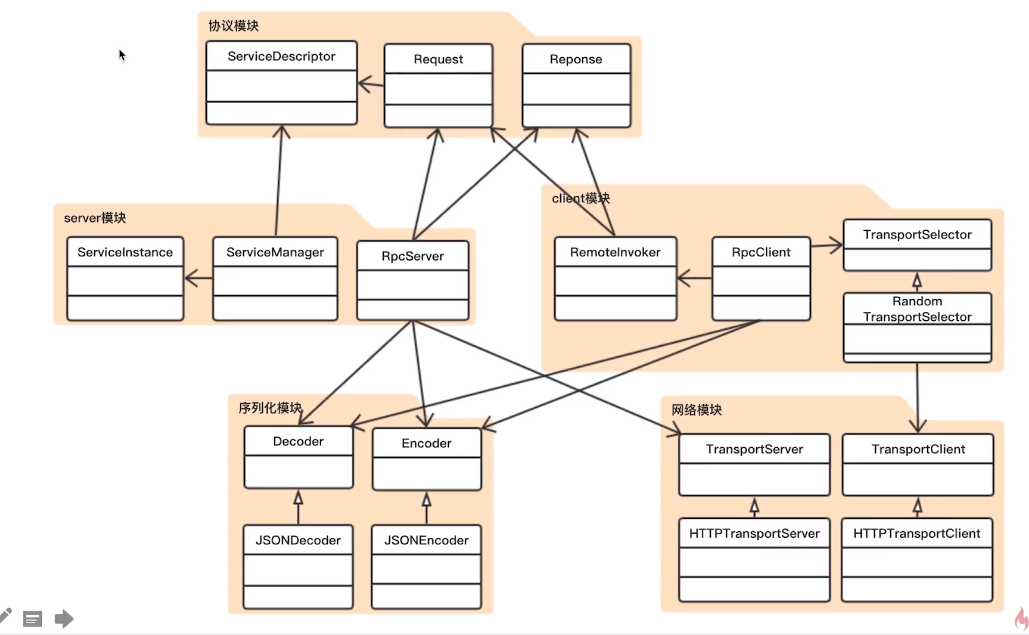 协议模块
ServiceDescriptor
Request
Reponse
server模块
ServiceInstance
ServiceManager
RpcServer
client模块
RemoteInvoker
RpcClient
TransportSelector
Random
TransportSelector
序列化模块
Decoder
Encoder
JSONDecoder
JSONEncoder
网络模块
TransportServer
TransportClient
HTTPTransportServer
HTTPTransportClient